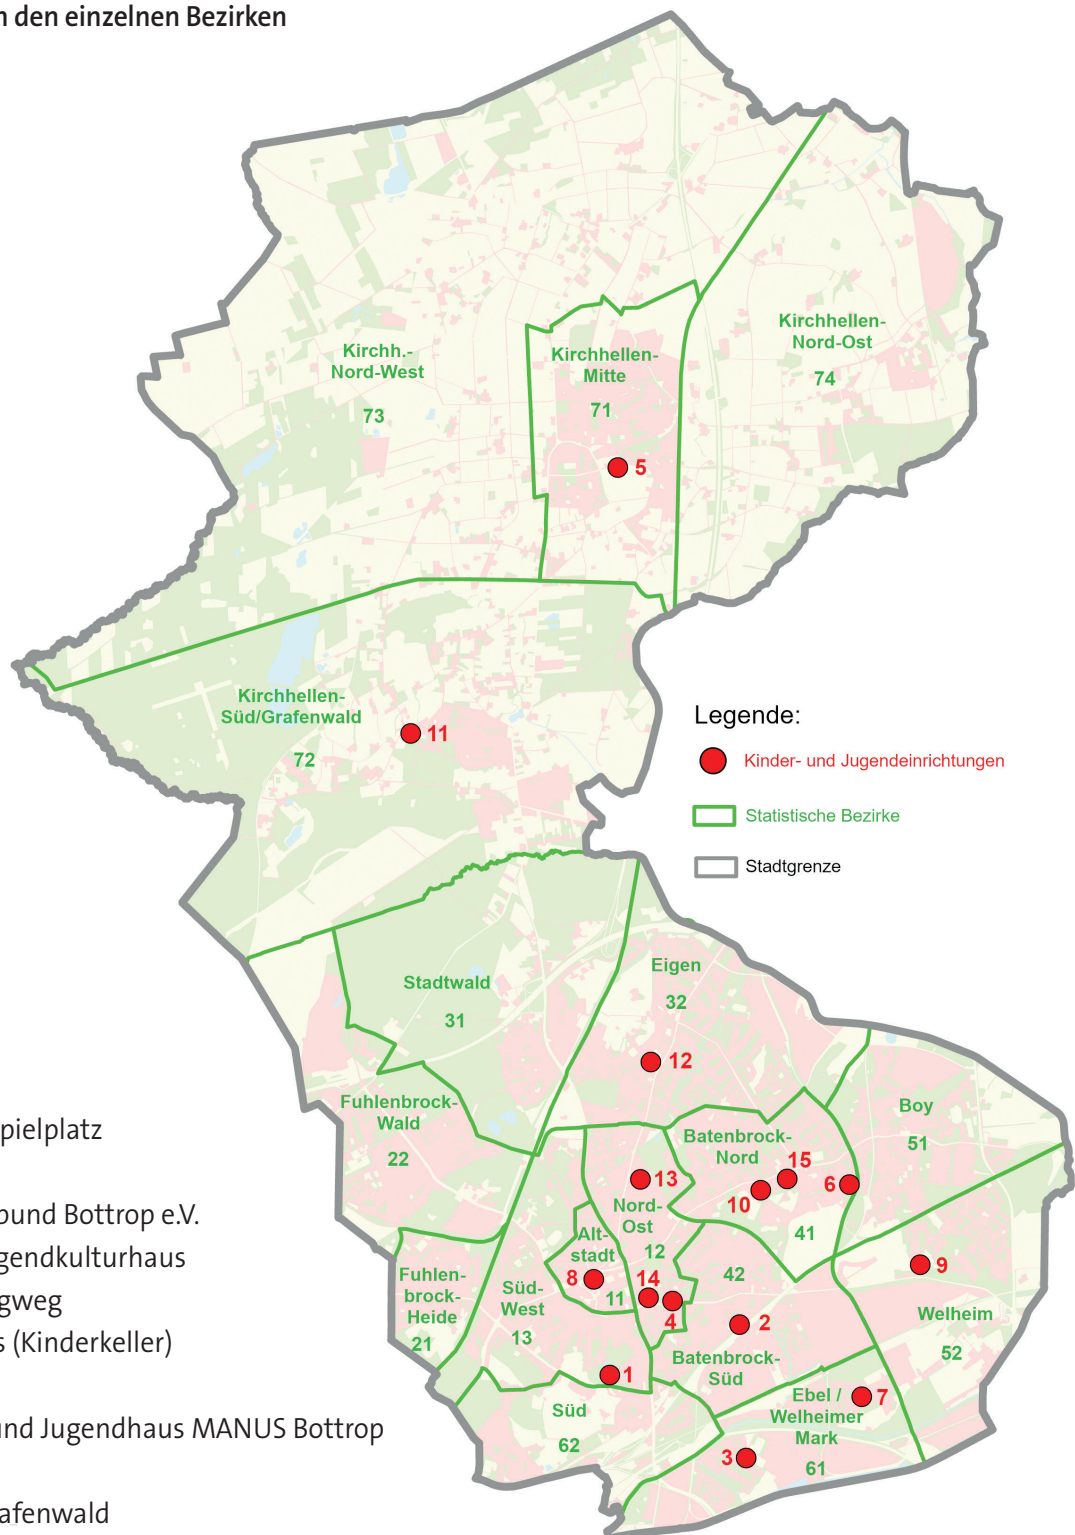 n den einzelnen Bezirken
Kirchhellen-
Nord-Ost
74
Kirchh.-
Nord-West
73
Kirchhellen-
Mitte
71
5
Kirchhellen-
Süd/Grafenwald
72
11
Legende:
Kinder- und Jugendeinrichtungen
Statistische Bezirke
Stadtgrenze
Stadtwald
31
Eigen
32
12
Fuhlenbrock-
Wald
22
Boy
51
Batenbrock-
Nord
15
10
6
41
13
Nord-
Ost
12
Alt-
stadt
8
11
14
4
42
2
Batenbrock-
Süd
9
Welheim
52
Fuhlen-
brock-
Heide
21
Süd-
West
13
1
Süd
62
Ebel /
Welheimer
Mark
61
7
3
pielplatz
bund Bottrop e.V.
gendkulturhaus
gweg
s (Kinderkeller)
und Jugendhaus MANUS Bottrop
afenwald